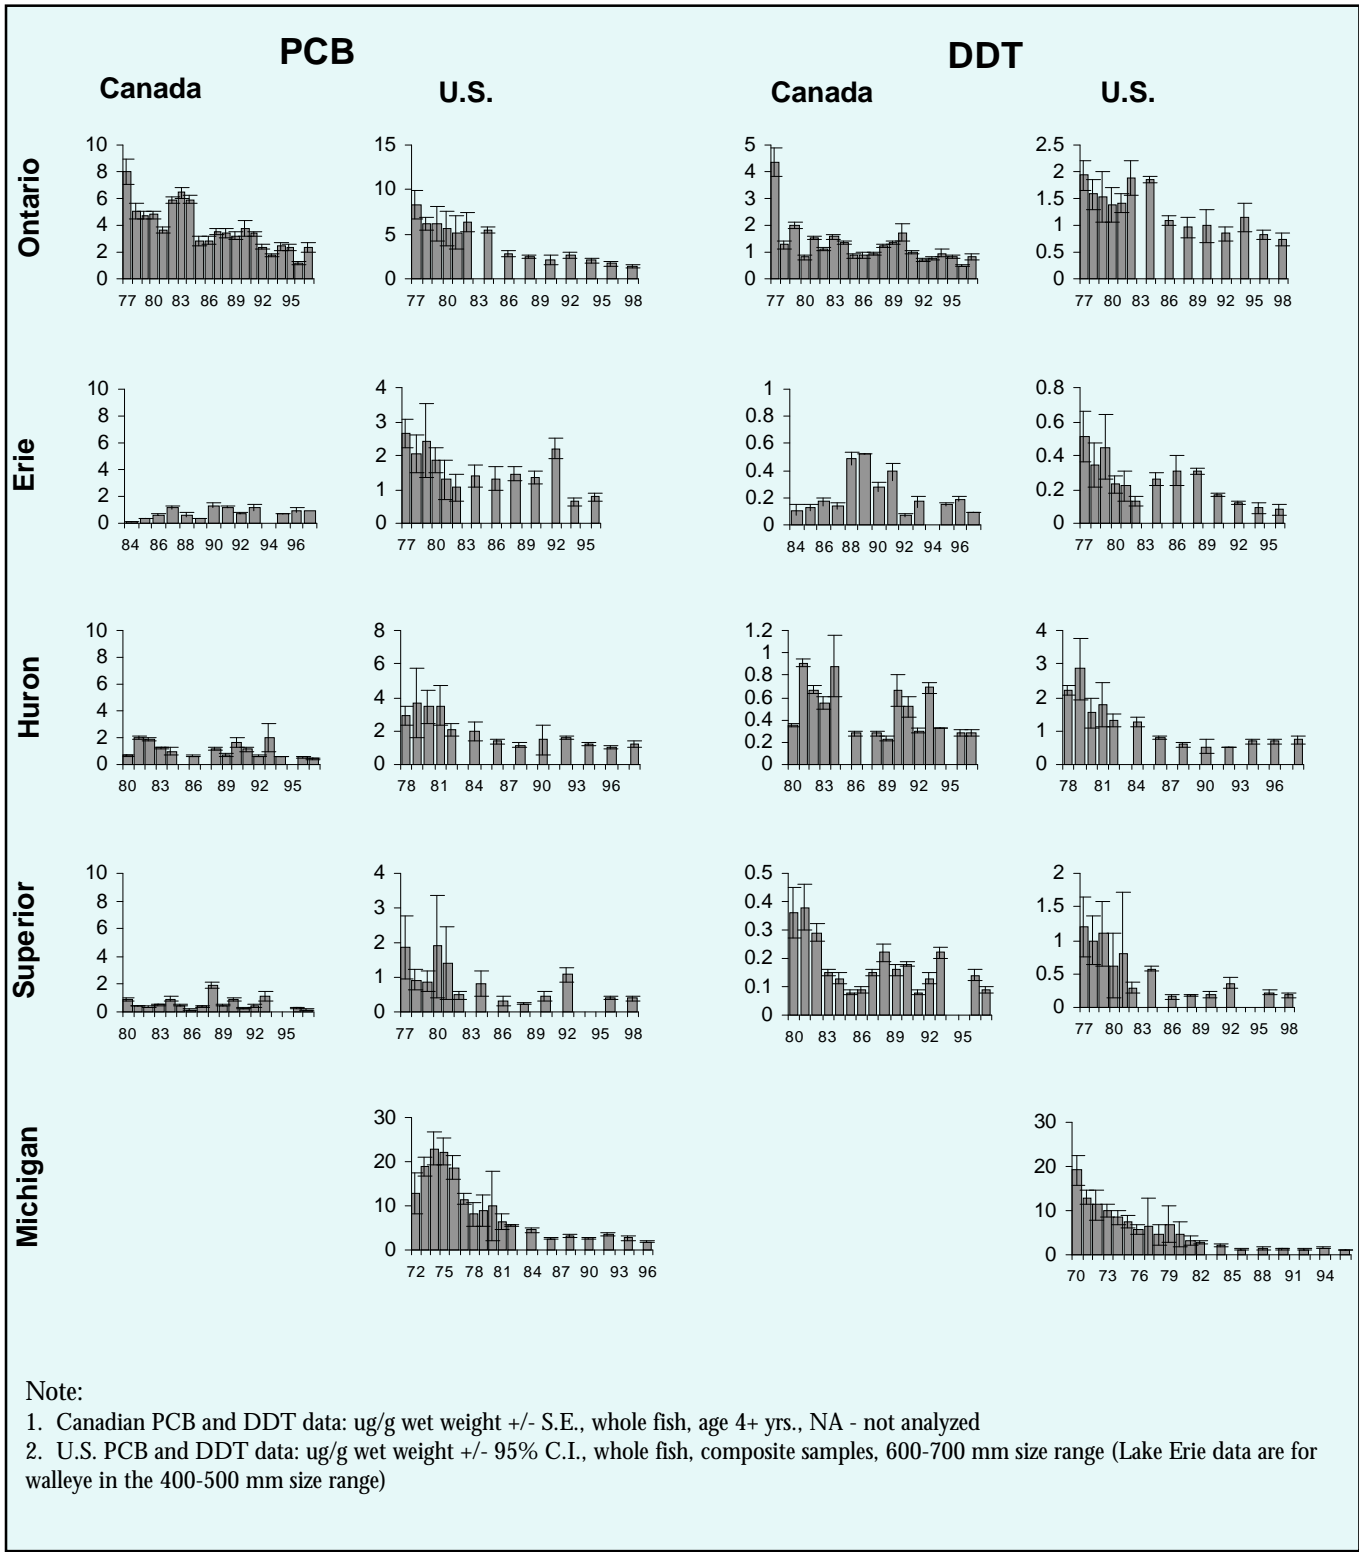 PCB DDT
Canada U.S. Canada U.S.
Ontario
10 8 6 4 2 0
77 80 83 86 89 92 95
15 10 5 0
77 80 83 86 89 92 95 98
5 4 3 2 1 0
77 80 83 86 89 92 95
2.5 2 1.5 1 0.5 0
77 80 83 86 89 92 95 98
Erie
10 8 6 4 2 0
84 86 88 90 92 94 96
4 3 2 1 0
77 80 83 86 89 92 95
1 0.8 0.6 0.4 0.2 0
84 86 88 90 92 94 96
0.8 0.6 0.4 0.2 0
77 80 83 86 89 92 95
Huron
10 8 6 4 2 0
80 83 86 89 92 95
8 6 4 2 0
78 81 84 87 90 93 96
1.2 1 0.8 0.6 0.4 0.2 0
80 83 86 89 92 95
4 3 2 1 0
78 81 84 87 90 93 96
Superior
10 8 6 4 2 0
80 83 86 89 92 95
4 3 2 1 0
77 80 83 86 89 92 95 98
0.5 0.4 0.3 0.2 0.1 0
80 83 86 89 92 95
2 1.5 1 0.5 0
77 80 83 86 89 92 95 98
Michigan
30 20 10 0
72 75 78 81 84 87 90 93 96
30 20 10 0
70 73 76 79 82 85 88 91 94
Note:
1. Canadian PCB and DDT data: ug/g wet weight +/- S.E., whole fish, age 4+ yrs., NA - not analyzed
2. U.S. PCB and DDT data: ug/g wet weight +/- 95% C.I., whole fish, composite samples, 600-700 mm size range (Lake Erie data are for
walleye in the 400-500 mm size range)